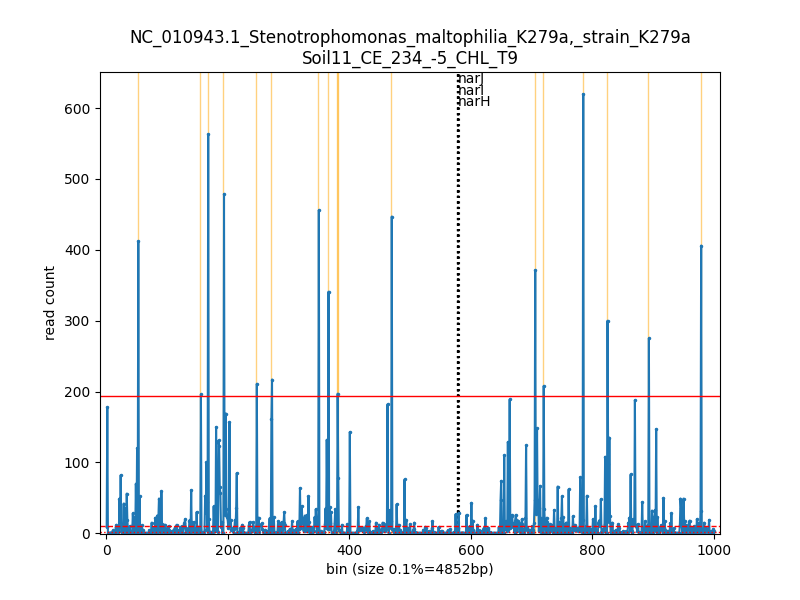 NC_010943.1_Stenotrophomonas_maltophilia_K279a,_strain_K279a
Soil11_CE_234_-5_CHL_T9
narJ
narI
narH
600
500
400
300
200
100
0
read count
0 200 400 600 800 1000
bin (size 0.1%=4852bp)